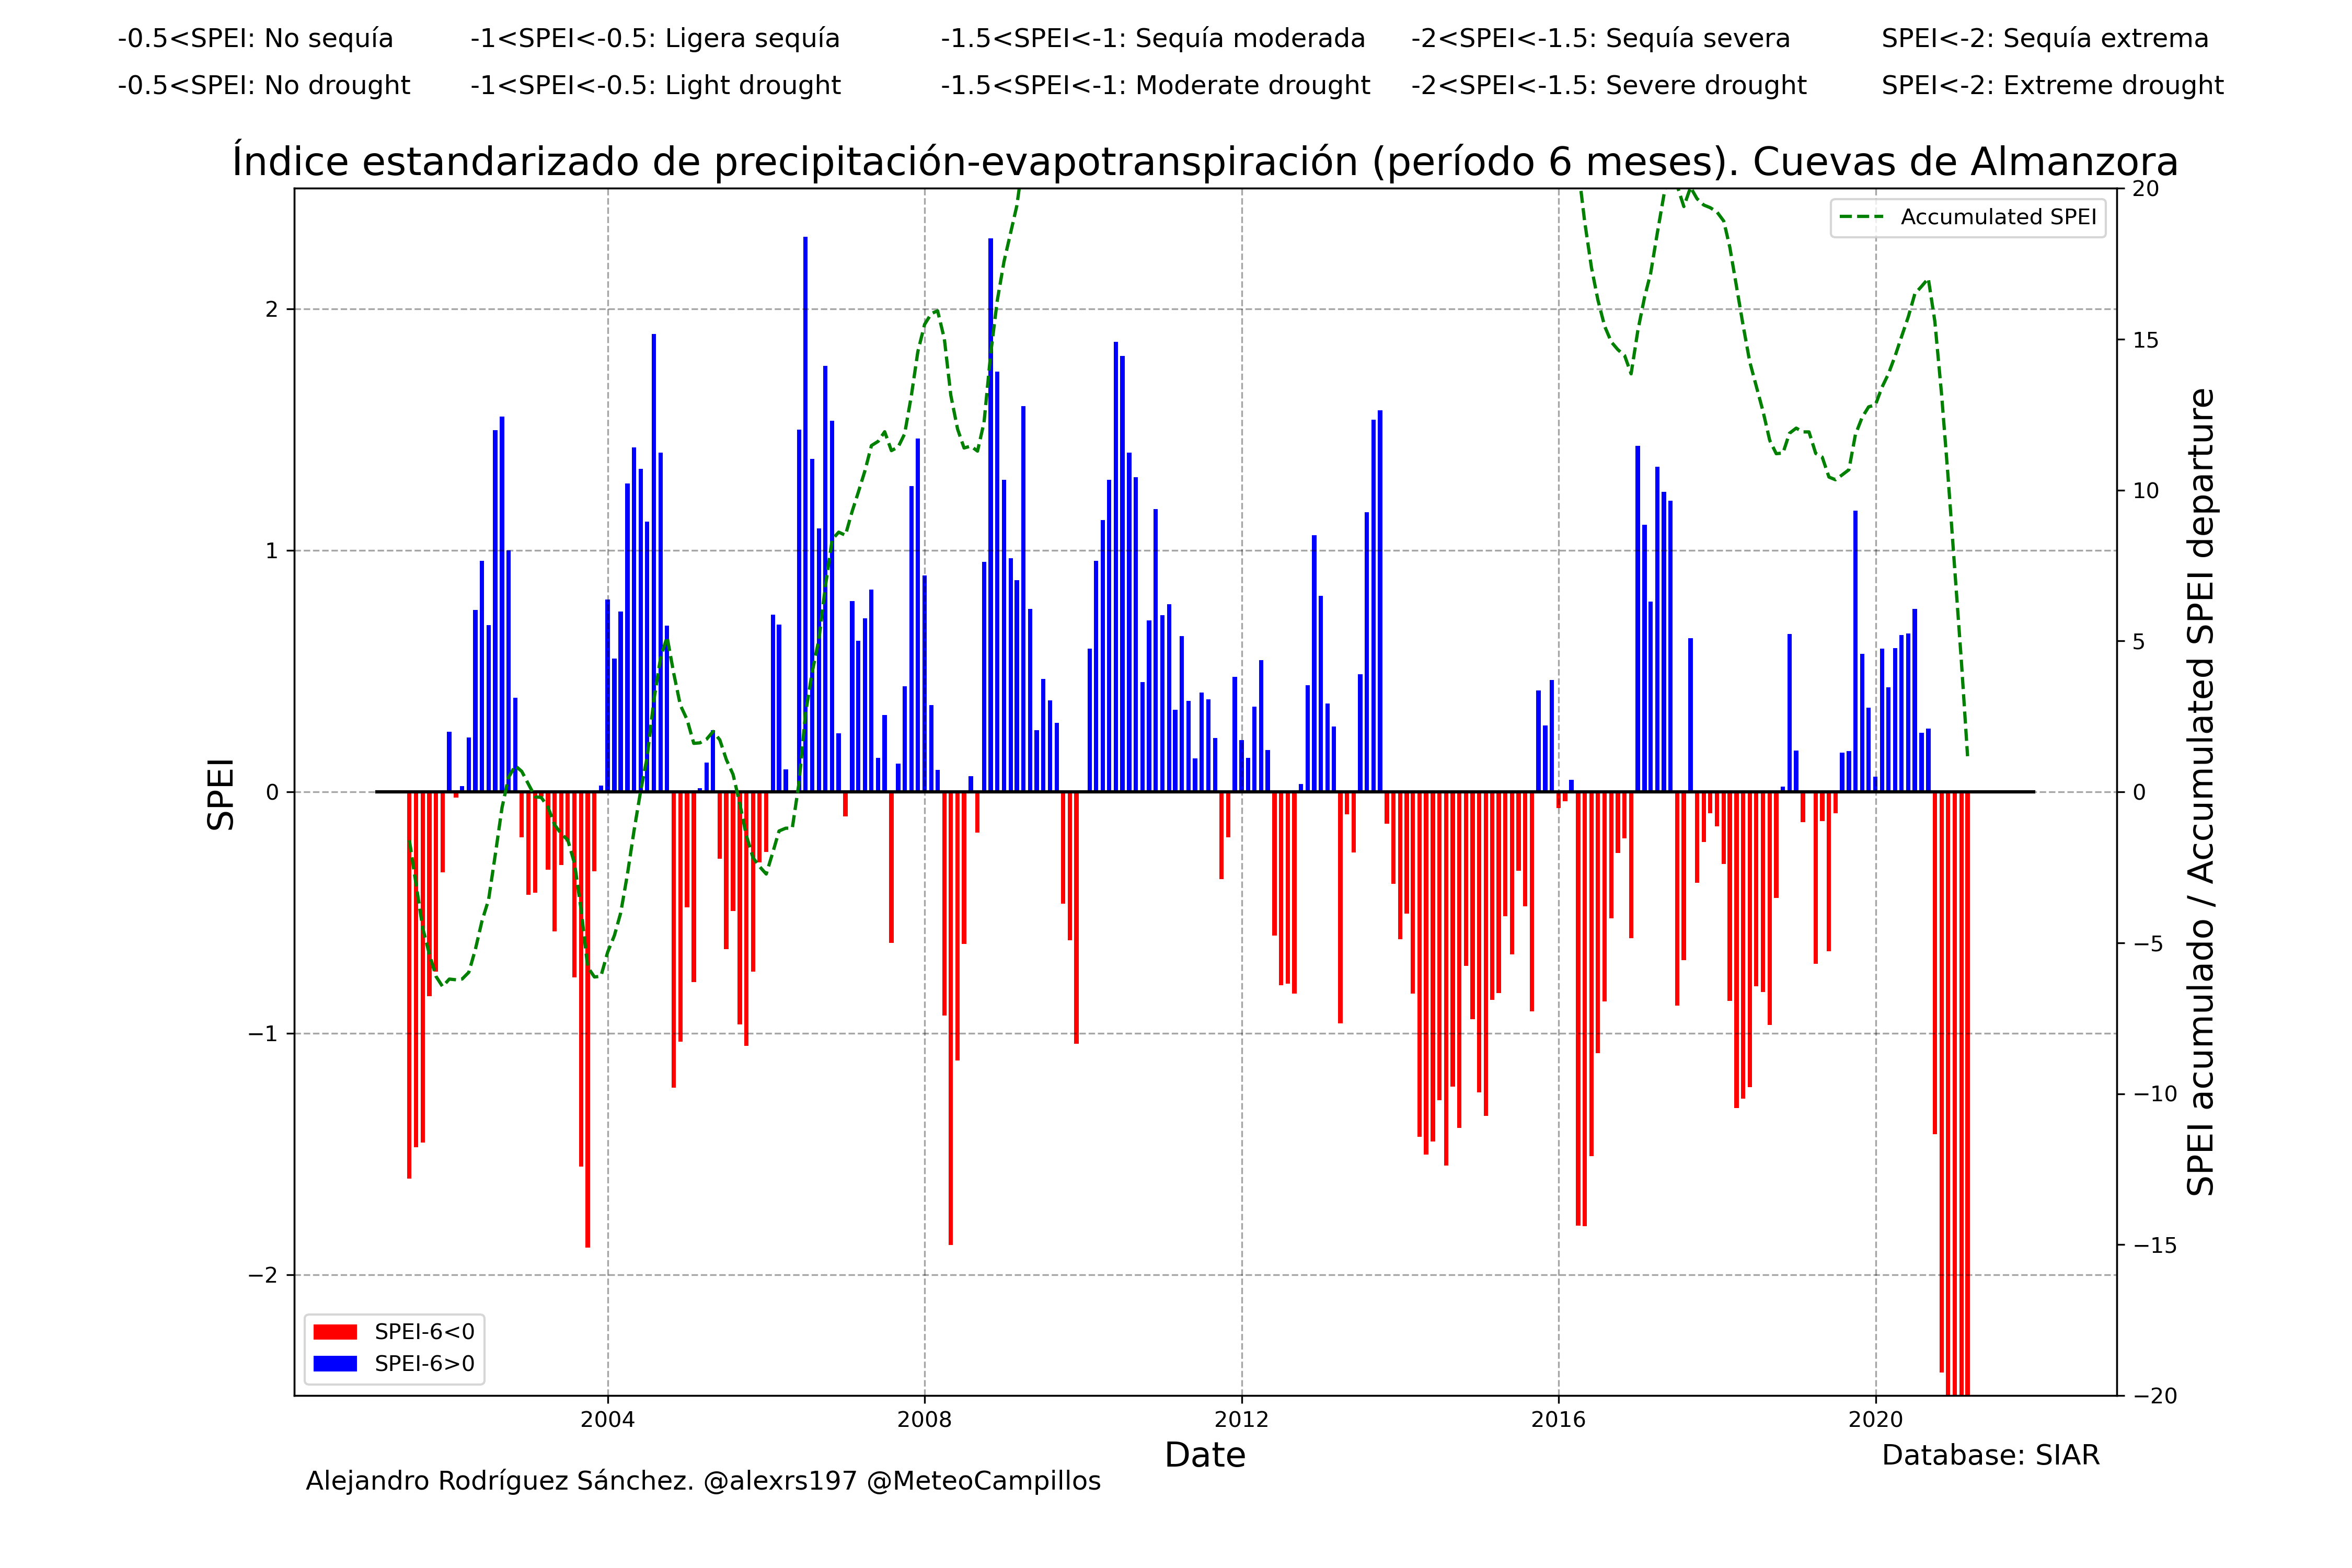 -0.5<SPEI: No sequía -1<SPEI<-0.5: Ligera sequía -1.5<SPEI<-1: Sequía moderada -2<SPEI<-1.5: Sequía severa SPEI<-2: Sequía extrema
-0.5<SPEI: No drought -1<SPEI<-0.5: Light drought -1.5<SPEI<-1: Moderate drought -2<SPEI<-1.5: Severe drought SPEI<-2: Extreme drought
Índice estandarizado de precipitación-evapotranspiración (período 6 meses). Cuevas de Almanzora
Accumulated SPEI
SPEI
2
1
0
−1
−2
20
15
10
5
0
−5
−10
−15
−20
SPEI acumulado / Accumulated SPEI departure
SPEI-6<0
SPEI-6>0
2004 2008 2012 2016 2020
Date
Database: SIAR
Alejandro Rodríguez Sánchez. @alexrs197 @MeteoCampillos